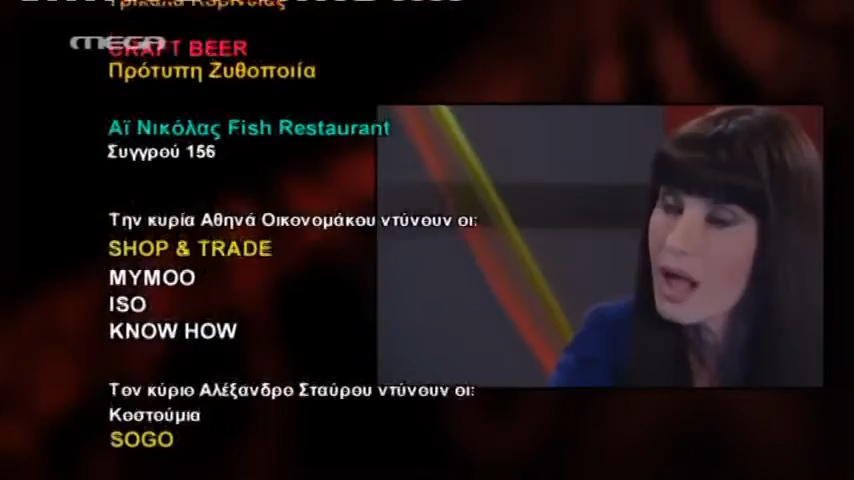 MEGA
CRAFT BEER
Πρότυπη Ζυθοποιία
Αϊ Νικόλας Fish Restaurant
Συγγρού 156
Την κυρία Αθηνά Οικονομάκου ντύνουν οι:
SHOP & TRADE
MYMOO
ISO
KNOW HOW
Τον κύριο Αλέξανδρο Σταύρου ντύνουν οι:
Κοστούμια
SOGO